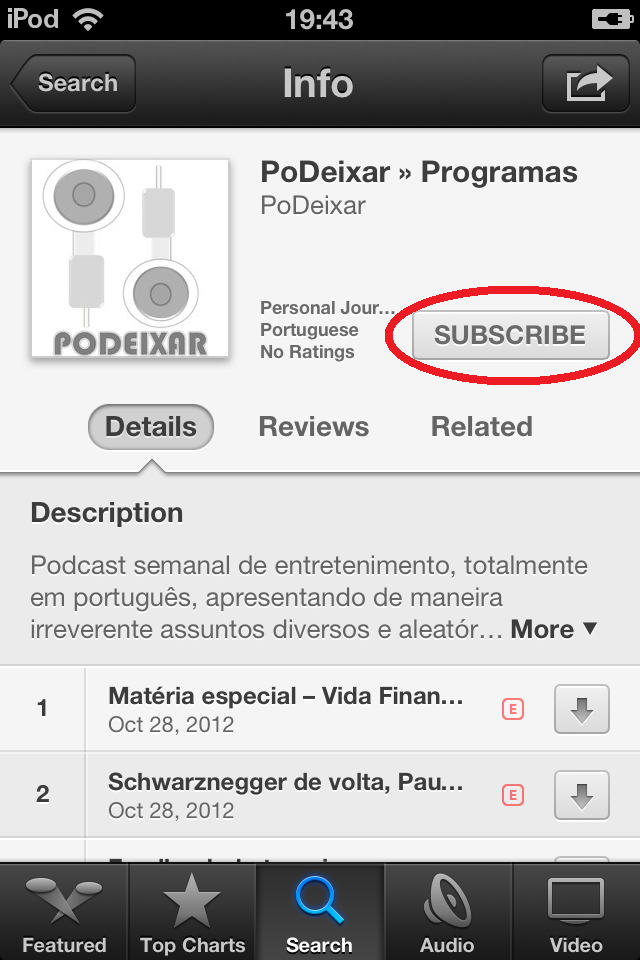 iPod
19:43
Search
Info
PoDeixar » Programas
PoDeixar
PODEIXAR
Personal Jour...
Portuguese
No Ratings
SUBSCRIBE
Details
Reviews
Related
Description
Podcast semanal de entretenimento, totalmente
em português, apresentando de maneira
irreverente assuntos diversos e aleatór... More ▼
1
Matéria especial – Vida Finan...
Oct 28, 2012
E
2
Schwarznegger de volta, Pau...
Oct 28, 2012
E
Featured
Top Charts
Search
Audio
Video